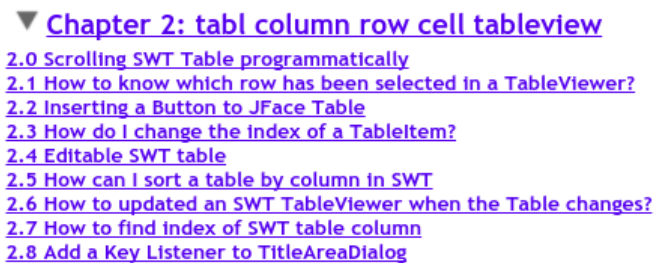 Chapter 2: tabl column row cell tableview
2.0 Scrolling SWT Table programmatically
2.1 How to know which row has been selected in a TableViewer?
2.2 Inserting a Button to JFace Table
2.3 How do I change the index of a TableItem?
2.4 Editable SWT table
2.5 How can I sort a table by column in SWT
2.6 How to updated an SWT TableViewer when the Table changes?
2.7 How to find index of SWT table column
2.8 Add a Key Listener to TitleAreaDialog